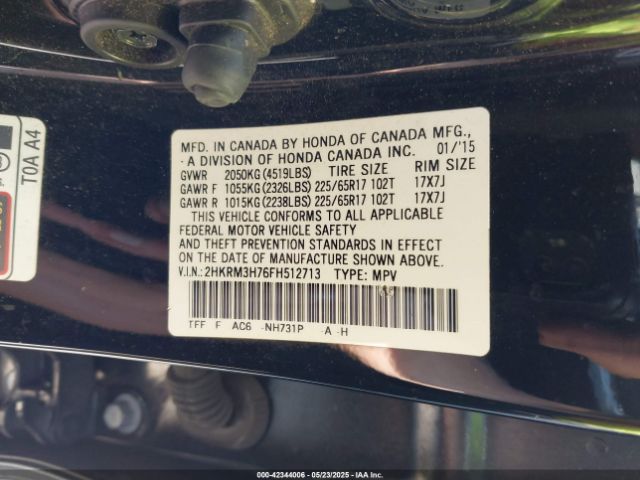 MFD. IN CANADA BY HONDA OF CANADA MFG.,
A DIVISION OF HONDA CANADA INC. 01/'15
GVWR 2050KG(4519LBS) TIRE SIZE RIM SIZE
GAWR F 1055KG(2326LBS) 225/65R17 102T 17X7J
GAWR R 1015KG(2238LBS) 225/65R17 102T 17X7J
THIS VEHICLE CONFORMS TO ALL APPLICABLE
FEDERAL MOTOR VEHICLE SAFETY
AND THEFT PREVENTION STANDARDS IN EFFECT
ON THE DATE OF MANUFACTURE SHOWN ABOVE.
V.I.N.:2HKRM3H76FH512713 TYPE: MPV
AC6 -NH731P A-H
T0A A4
000-42344006 — 05/23/2025 — IAA Inc.